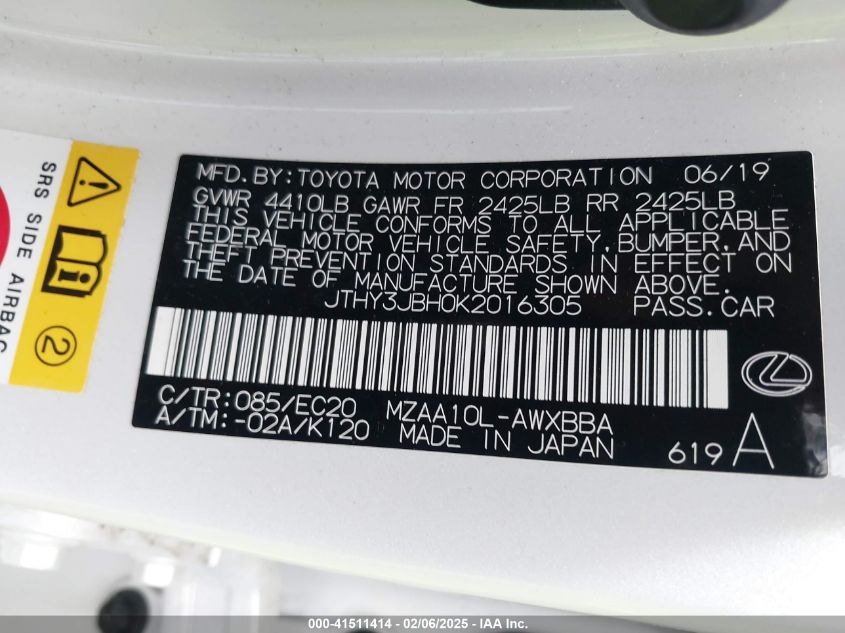 SRS SIDE AIRBAG
2
MFD. BY: TOYOTA MOTOR CORPORATION 06/19
GVWR 4410LB GAWR FR 2425LB RR 2425LB
THIS VEHICLE CONFORMS TO ALL APPLICABLE
FEDERAL MOTOR VEHICLE SAFETY, BUMPER, AND
THEFT PREVENTION STANDARDS IN EFFECT ON
THE DATE OF MANUFACTURE SHOWN ABOVE.
JTHY3JBH0K2016305 PASS.CAR
C/TR: 085/EC20 MZAA10L-AWXBBA
A/TM: -02A/K120 MADE IN JAPAN
619 A
000-41511414 - 02/06/2025 - IAA Inc.